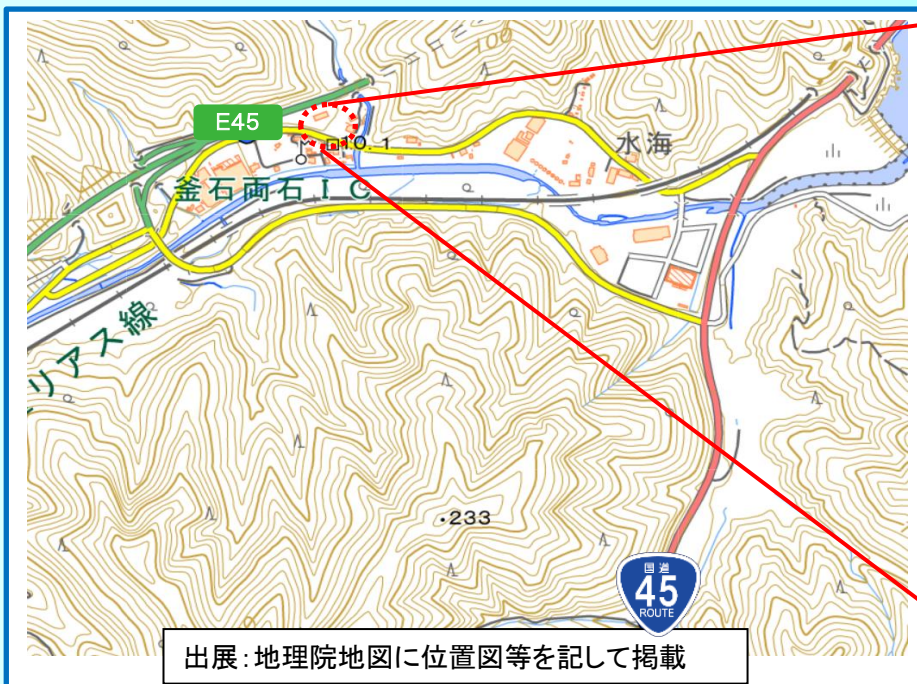 100
E45
10.1
水海
釜石両石IC
リアス線
・233
国道
45
ROUTE
出展:地理院地図に位置図等を記して掲載